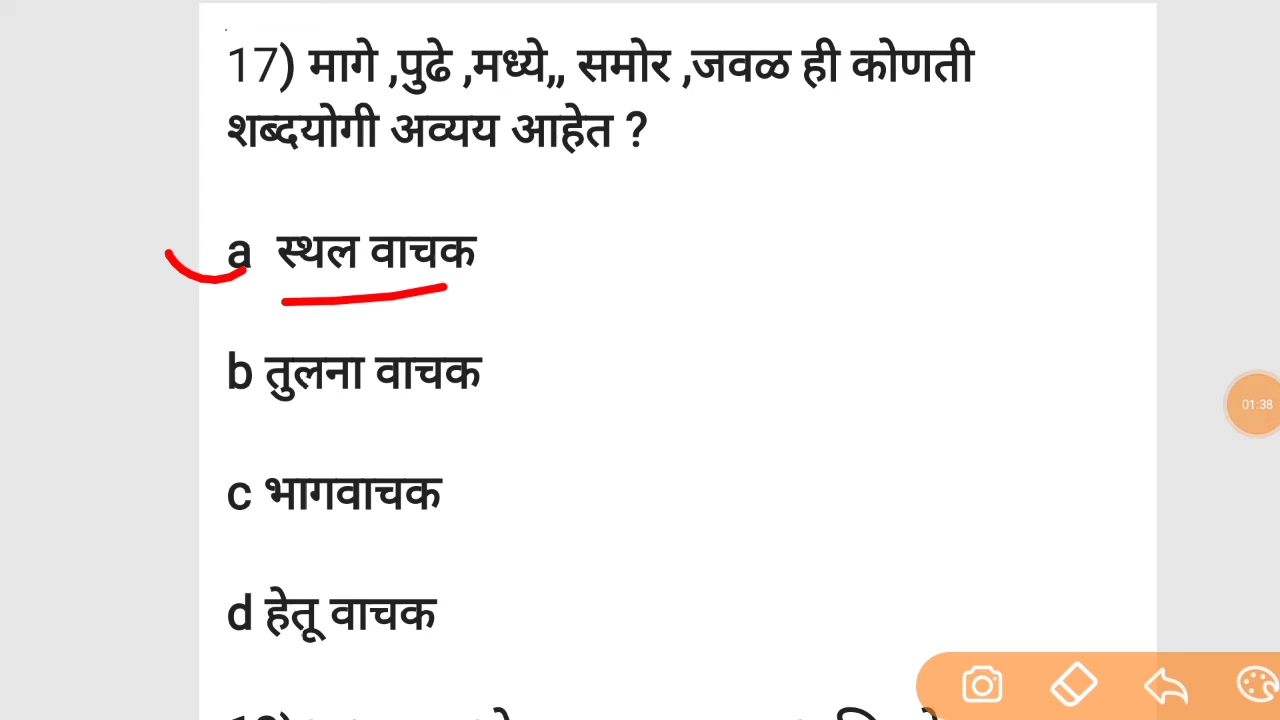 17) मागे ,पुढे ,मध्ये,, समोर ,जवळ ही कोणती
शब्दयोगी अव्यय आहेत ?
a स्थल वाचक
b तुलना वाचक
c भागवाचक
d हेतू वाचक
01:38